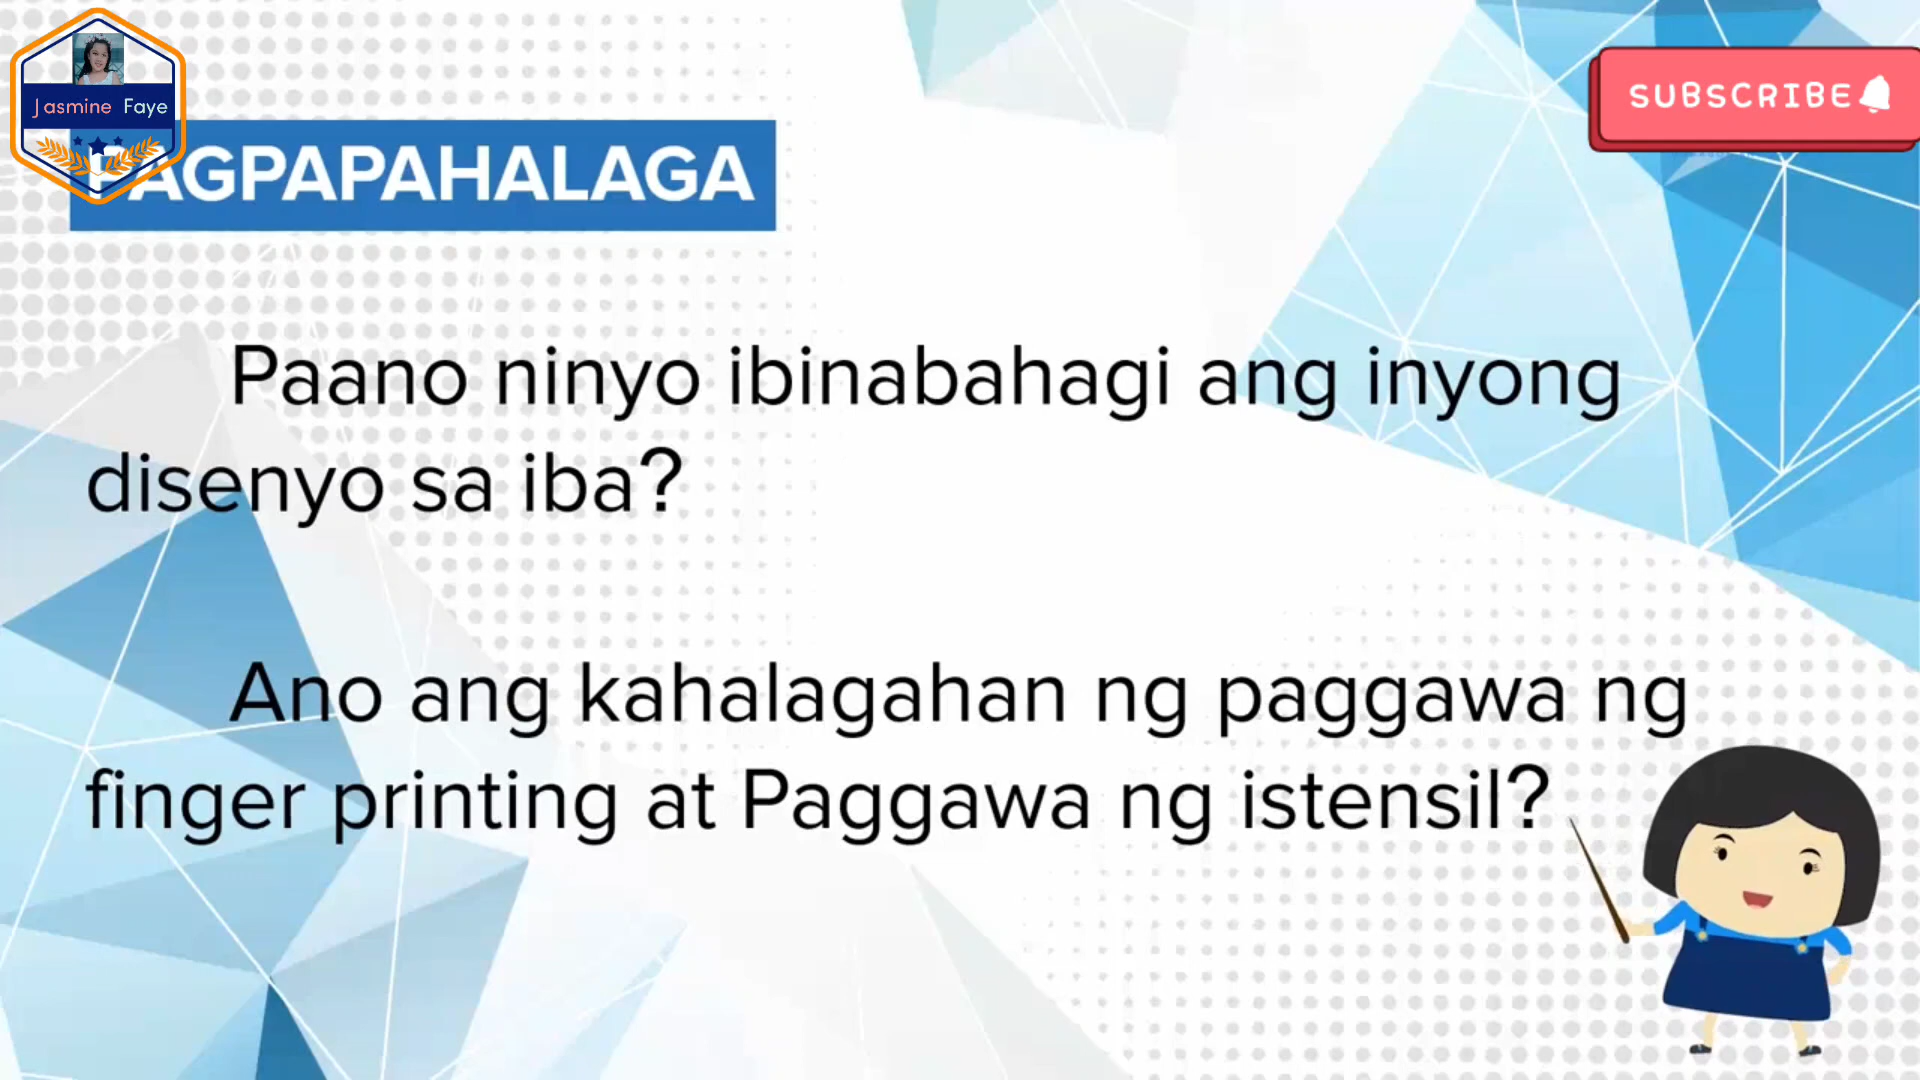 Jasmine Faye
SUBSCRIBE
PAGPAPAHALAGA
Paano ninyo ibinabahagi ang inyong
disenyo sa iba?
Ano ang kahalagahan ng paggawa ng
finger printing at Paggawa ng istensil?